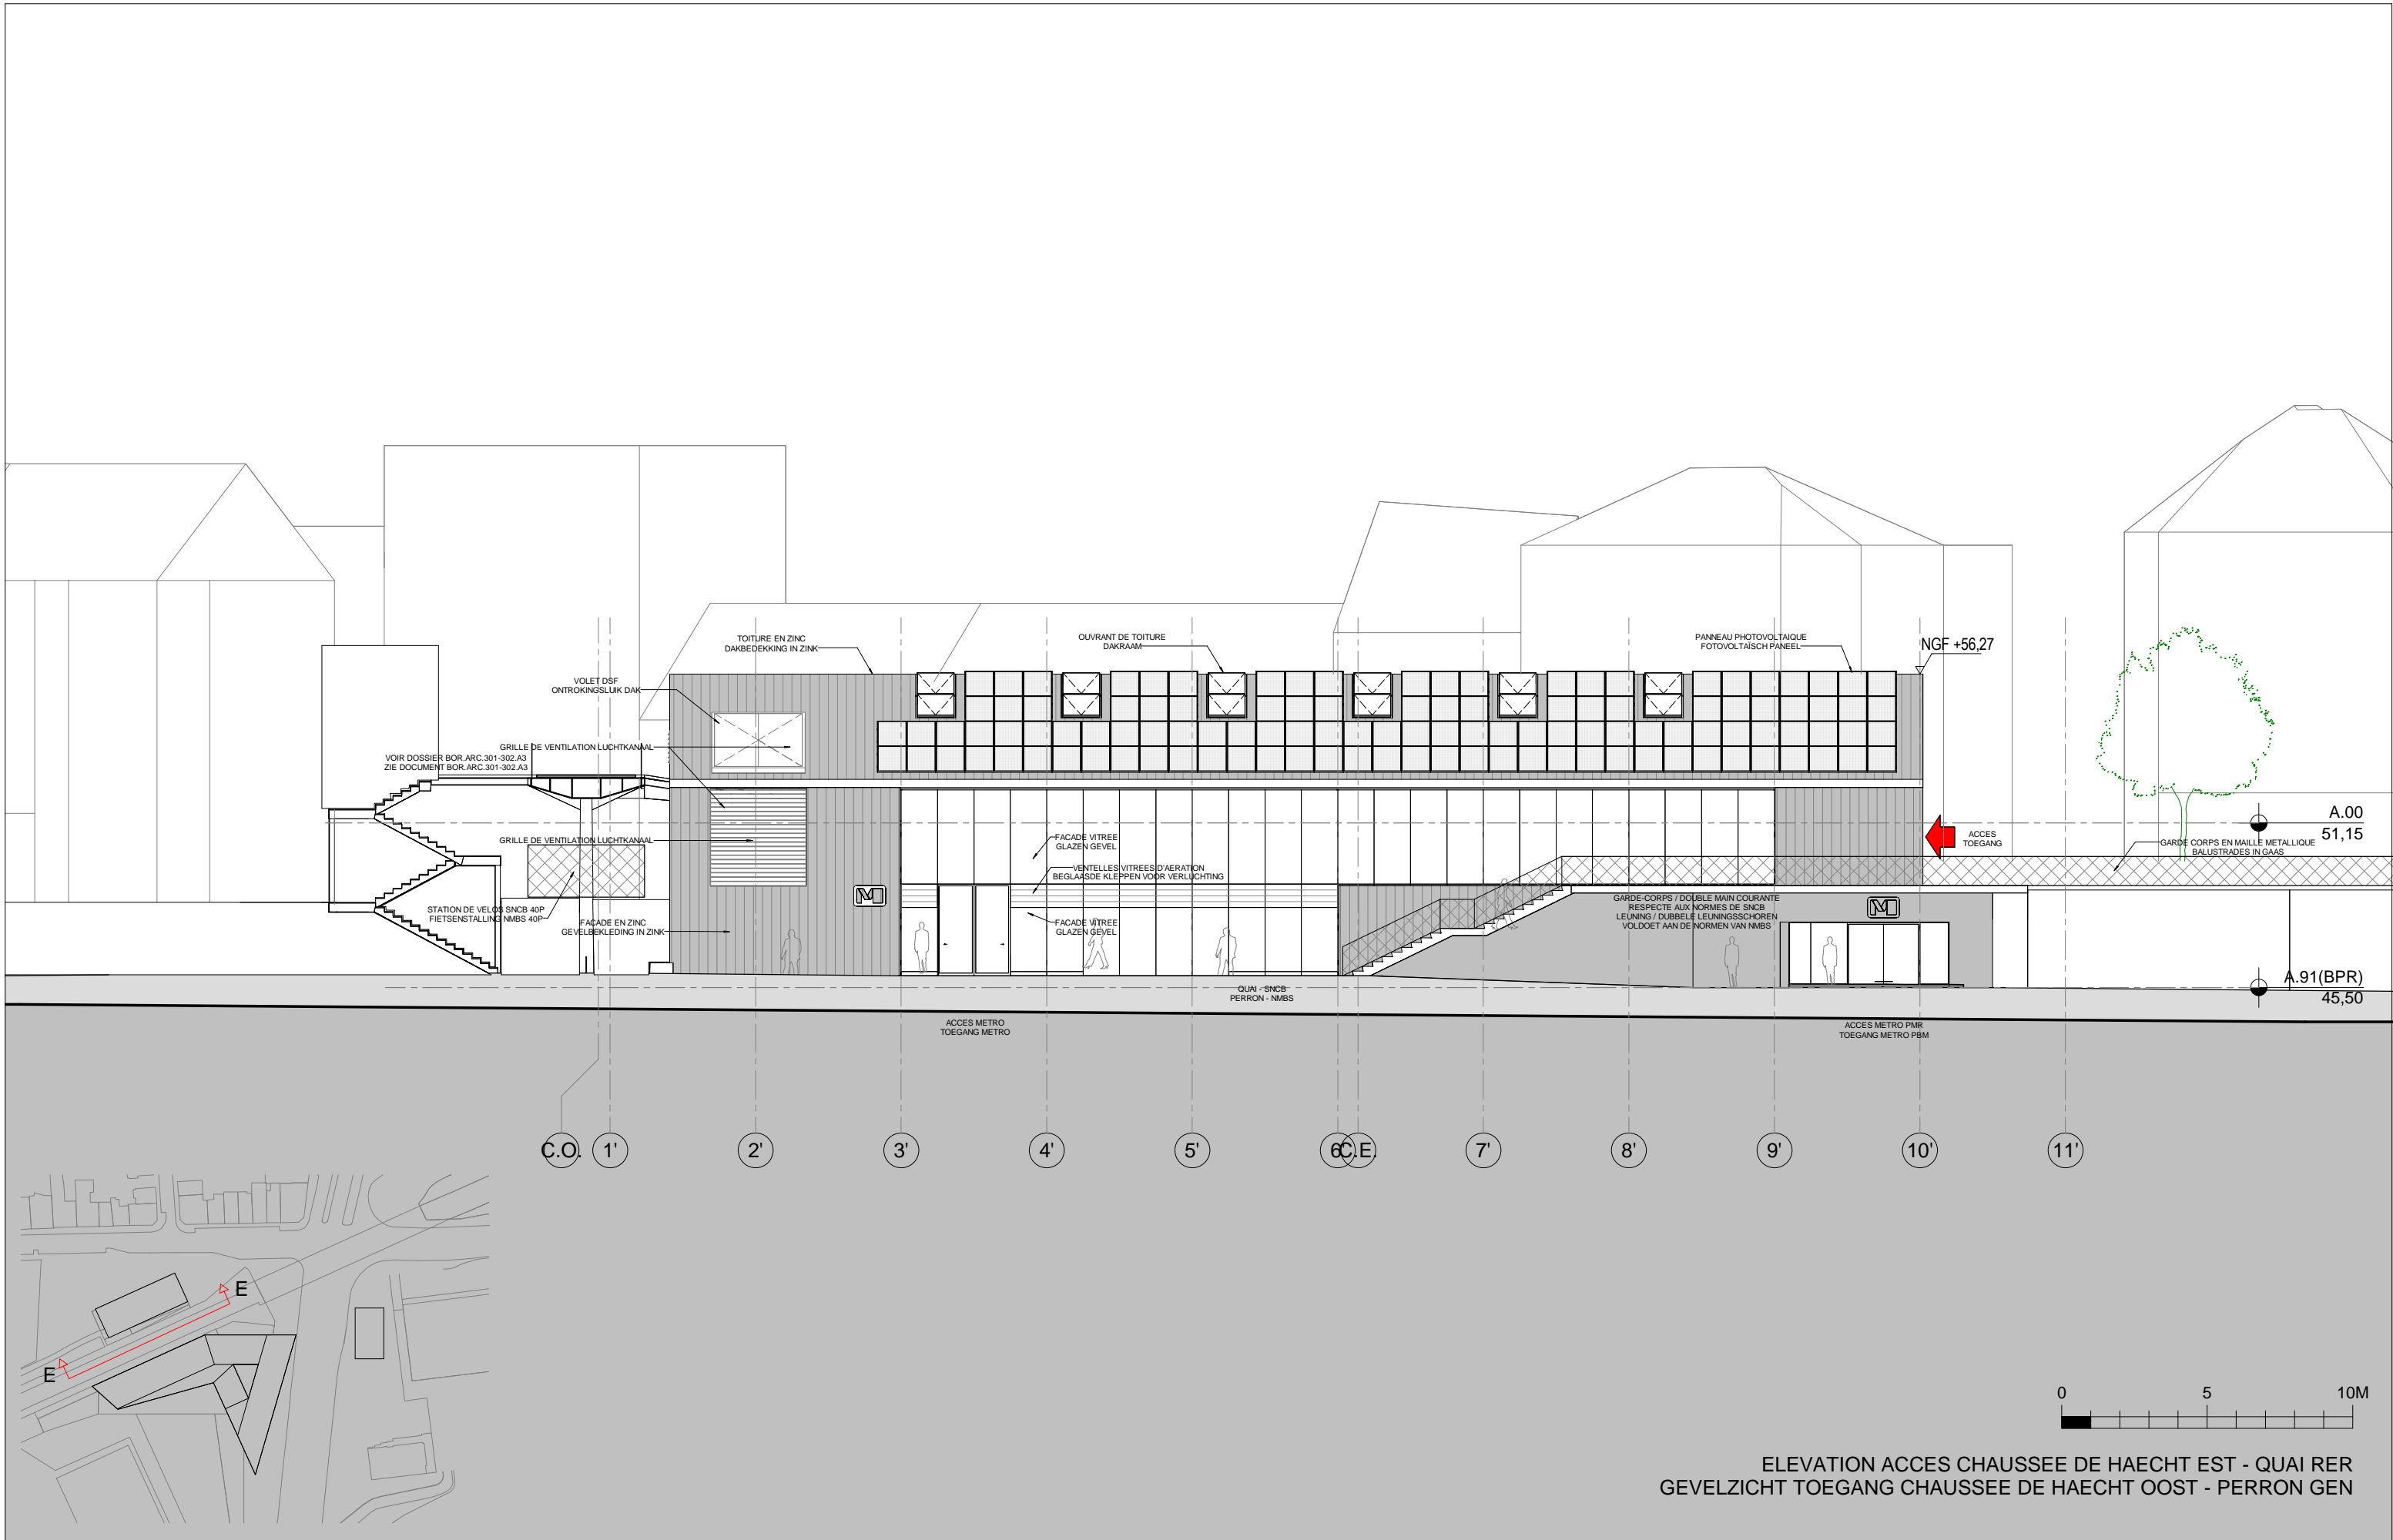 TOITURE EN ZINC
DAKBEDEKKING IN ZINK
OUVRANT DE TOITURE
DAKRAAM
PANNEAU PHOTOVOLTAIQUE
FOTOVOLTAÏSCH PANEEL
NGF +56,27
VOLET DSF
ONTROKINGSLUIK DAK
GRILLE DE VENTILATION LUCHTKANAAL
VOIR DOSSIER BOR.ARC.301-302.A3
ZIE DOCUMENT BOR.ARC.301-302.A3
A.00
51,15
GRILLE DE VENTILATION LUCHTKANAAL
FACADE VITREE
GLAZEN GEVEL
ACCES
TOEGANG
GARDE CORPS EN MAILLE METALLIQUE
BALUSTRADES IN GAAS
VENTELLES VITREES D'AERATION
BEGLAASDE KLEPPEN VOOR VERLUCHTING
M
STATION DE VELOS SNCB 40P
FIETSENSTALLING NMBS 40P
FACADE EN ZINC
GEVELBEKLEDING IN ZINK
FACADE VITREE
GLAZEN GEVEL
GARDE-CORPS / DOUBLE MAIN COURANTE
RESPECTE AUX NORMES DE SNCB
LEUNING / DUBBELE LEUNINGSSCHOREN
VOLDOET AAN DE NORMEN VAN NMBS
M
A.91(BPR)
45,50
QUAI - SNCB
PERRON - NMBS
ACCES METRO
TOEGANG METRO
ACCES METRO PMR
TOEGANG METRO PBM
C.O. 1' 2' 3' 4' 5' 6' C.E. 7' 8' 9' 10' 11'
E
E
0 5 10M
ELEVATION ACCES CHAUSSEE DE HAECHT EST - QUAI RER
GEVELZICHT TOEGANG CHAUSSEE DE HAECHT OOST - PERRON GEN